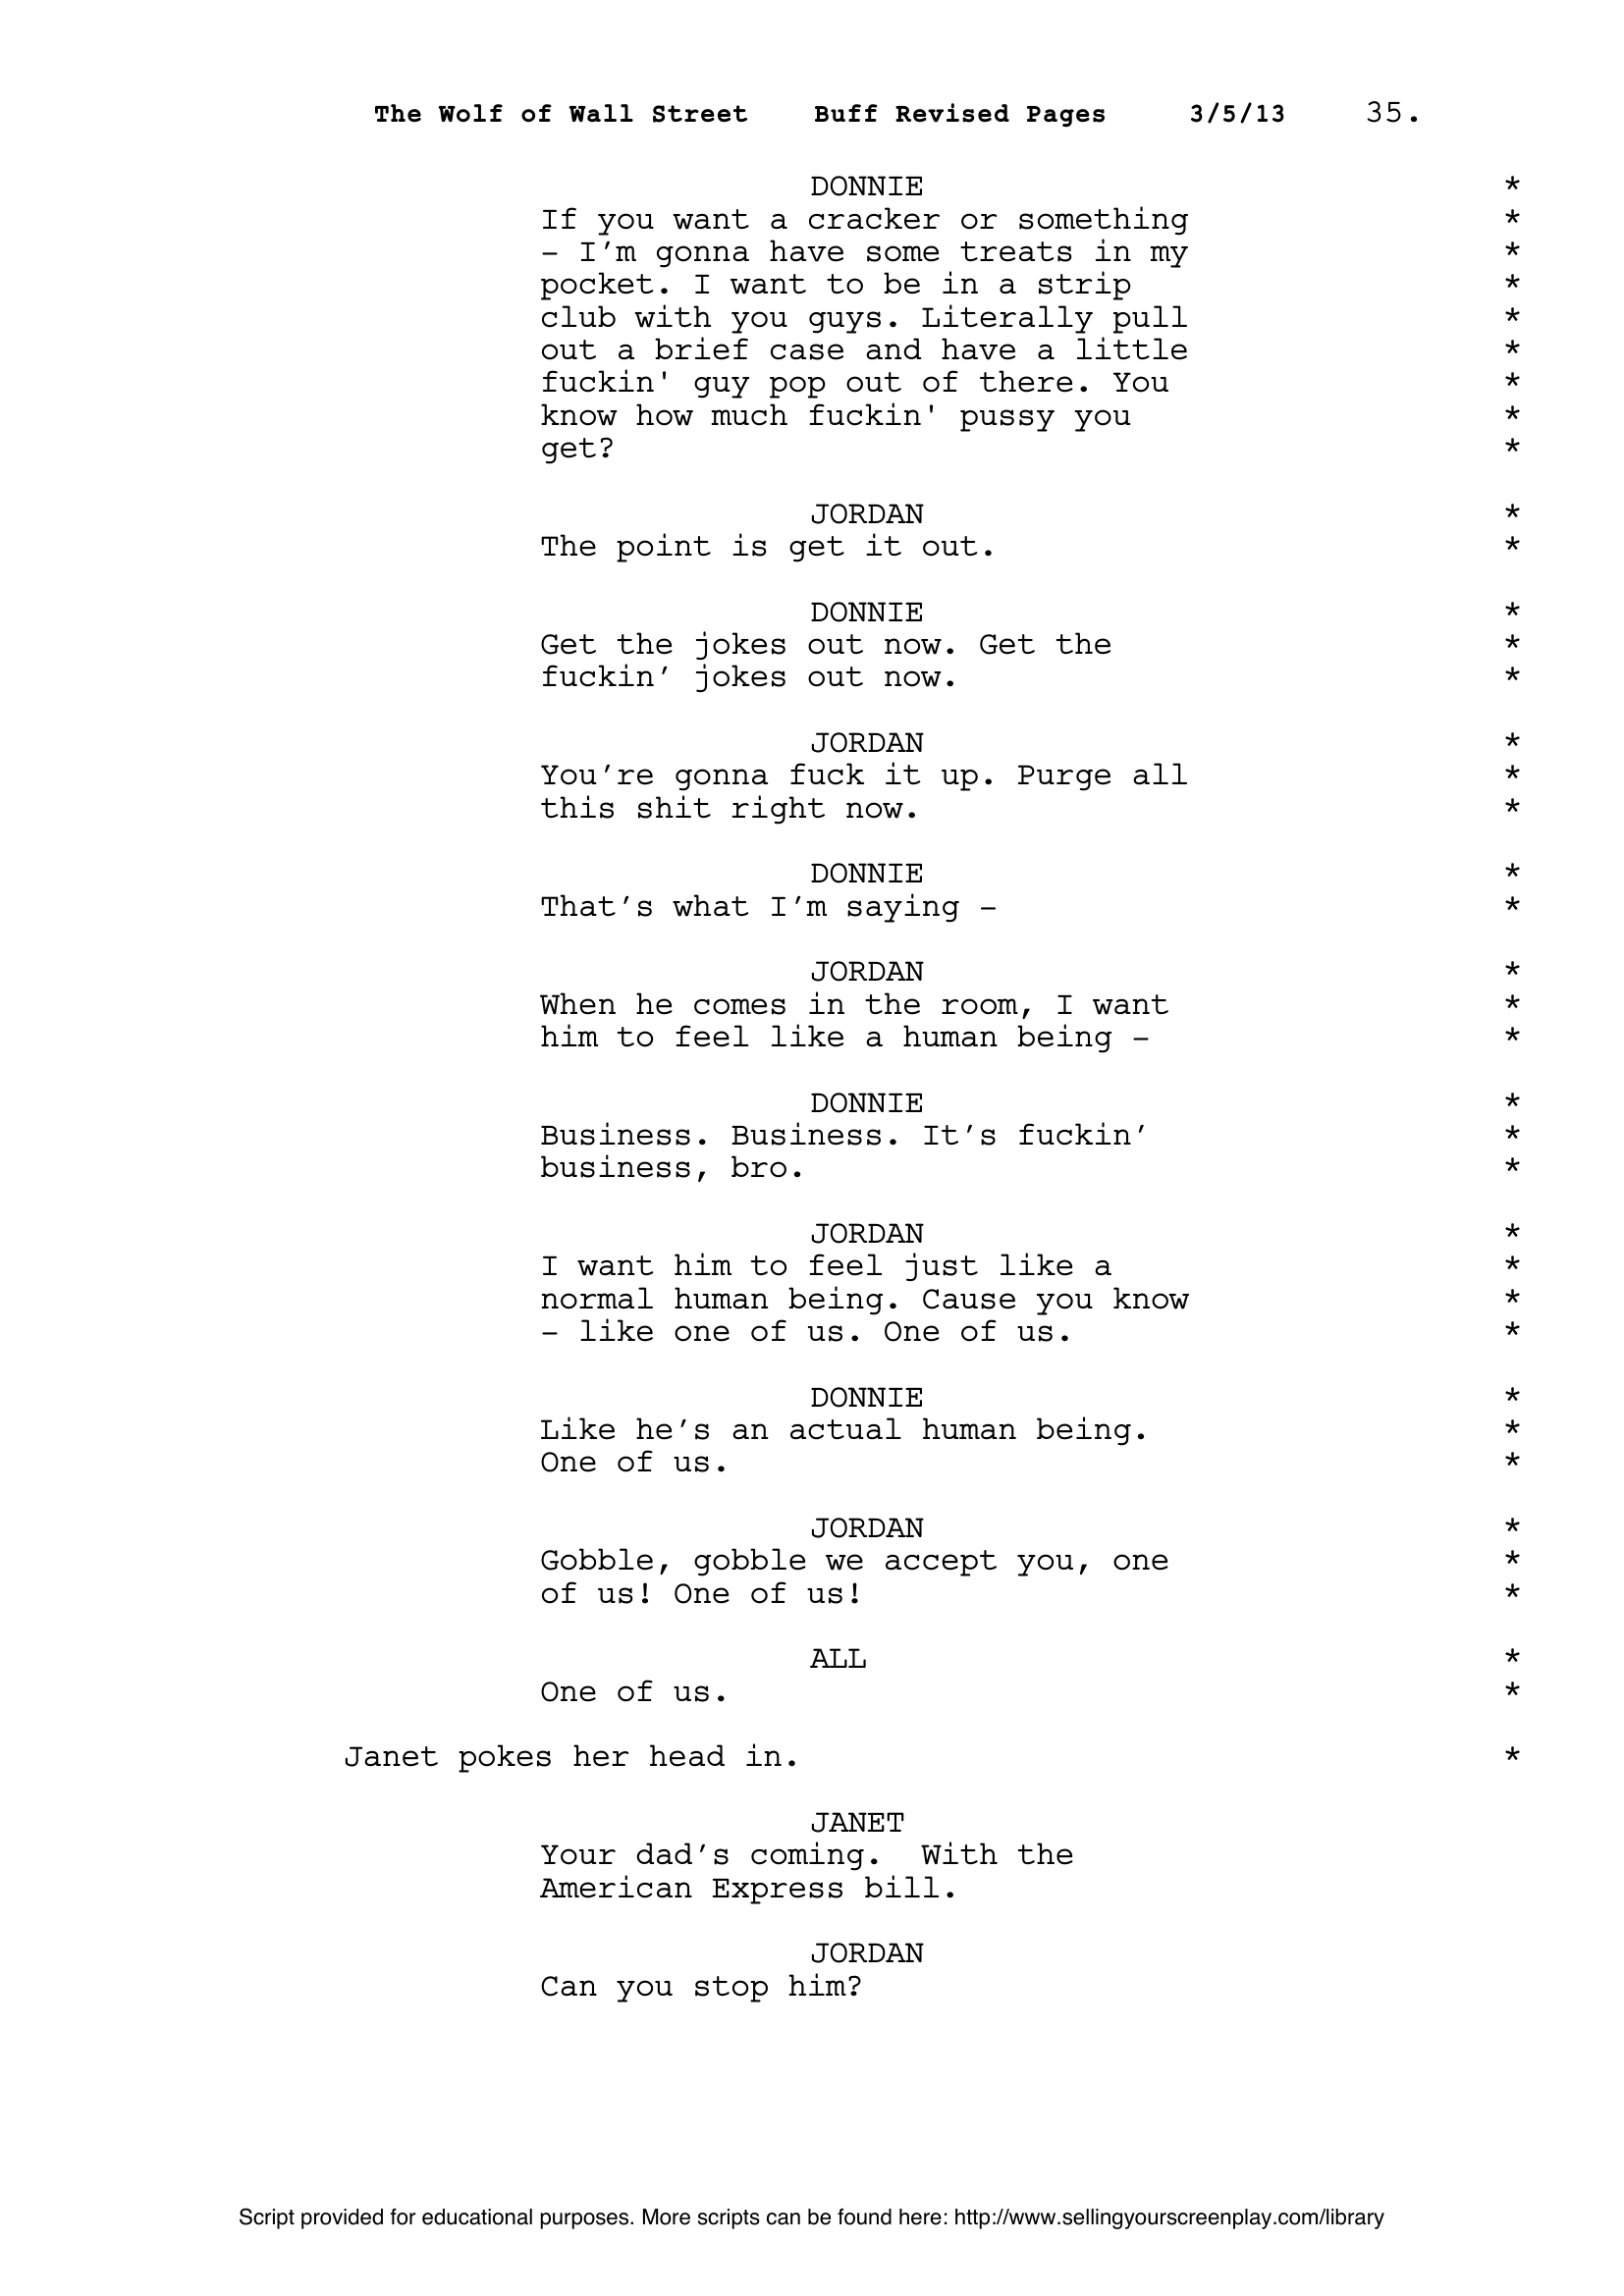 The Wolf of Wall Street    Buff Revised Pages    3/5/13    35.
DONNIE *
If you want a cracker or something *
– I’m gonna have some treats in my *
pocket. I want to be in a strip *
club with you guys. Literally pull *
out a brief case and have a little *
fuckin' guy pop out of there. You *
know how much fuckin' pussy you *
get? *
JORDAN *
The point is get it out. *
DONNIE *
Get the jokes out now. Get the *
fuckin’ jokes out now. *
JORDAN *
You’re gonna fuck it up. Purge all *
this shit right now. *
DONNIE *
That’s what I’m saying – *
JORDAN *
When he comes in the room, I want *
him to feel like a human being – *
DONNIE *
Business. Business. It’s fuckin’ *
business, bro. *
JORDAN *
I want him to feel just like a *
normal human being. Cause you know *
– like one of us. One of us. *
DONNIE *
Like he’s an actual human being. *
One of us. *
JORDAN *
Gobble, gobble we accept you, one *
of us! One of us! *
ALL *
One of us. *
Janet pokes her head in. *
JANET
Your dad’s coming.  With the
American Express bill.
JORDAN
Can you stop him?
Script provided for educational purposes. More scripts can be found here: http://www.sellingyourscreenplay.com/library